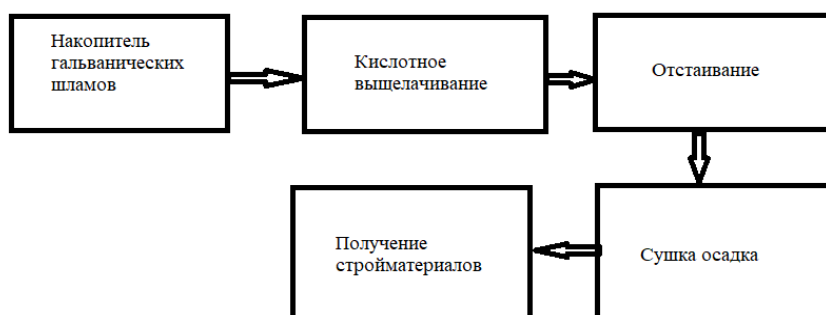 Накопитель
гальванических
шламов
Кислотное
выщелачивание
Отстаивание
Сушка осадка
Получение
стройматериалов